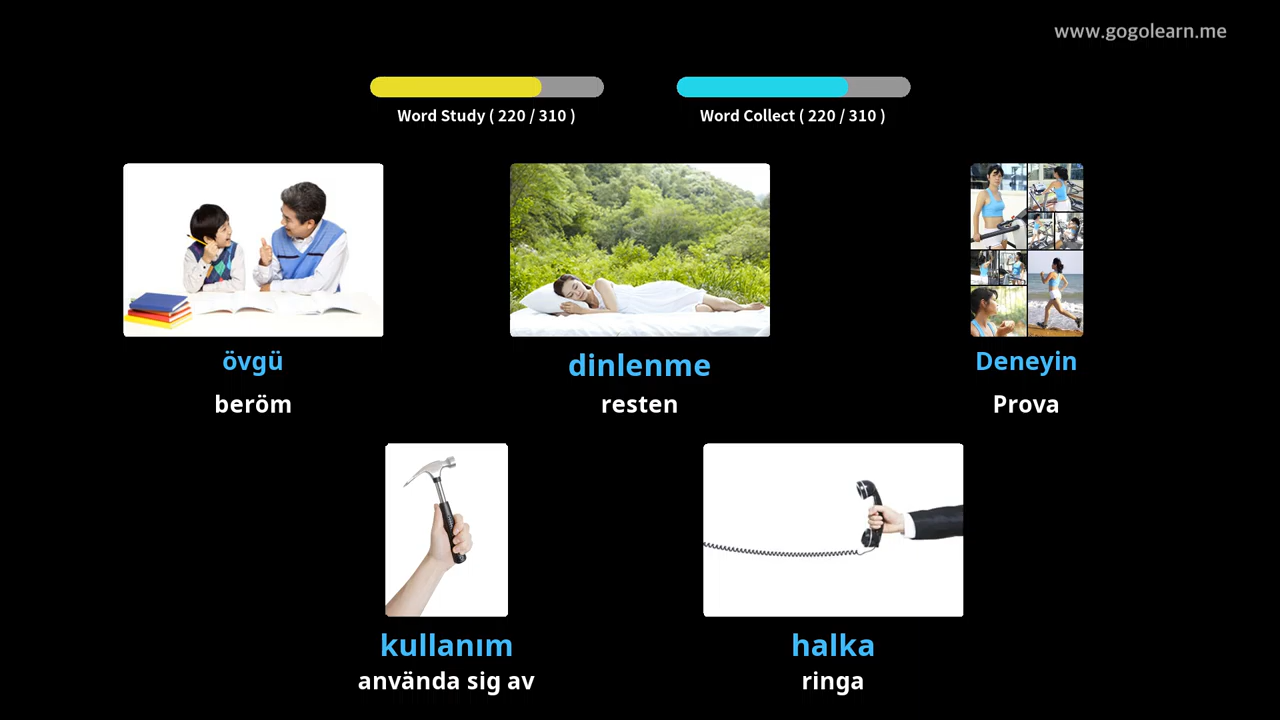 www.gogolearn.me
Word Study ( 220 / 310 )
Word Collect ( 220 / 310 )
övgü
beröm
dinlenme
resten
Deneyin
Prova
kullanım
använda sig av
halka
ringa